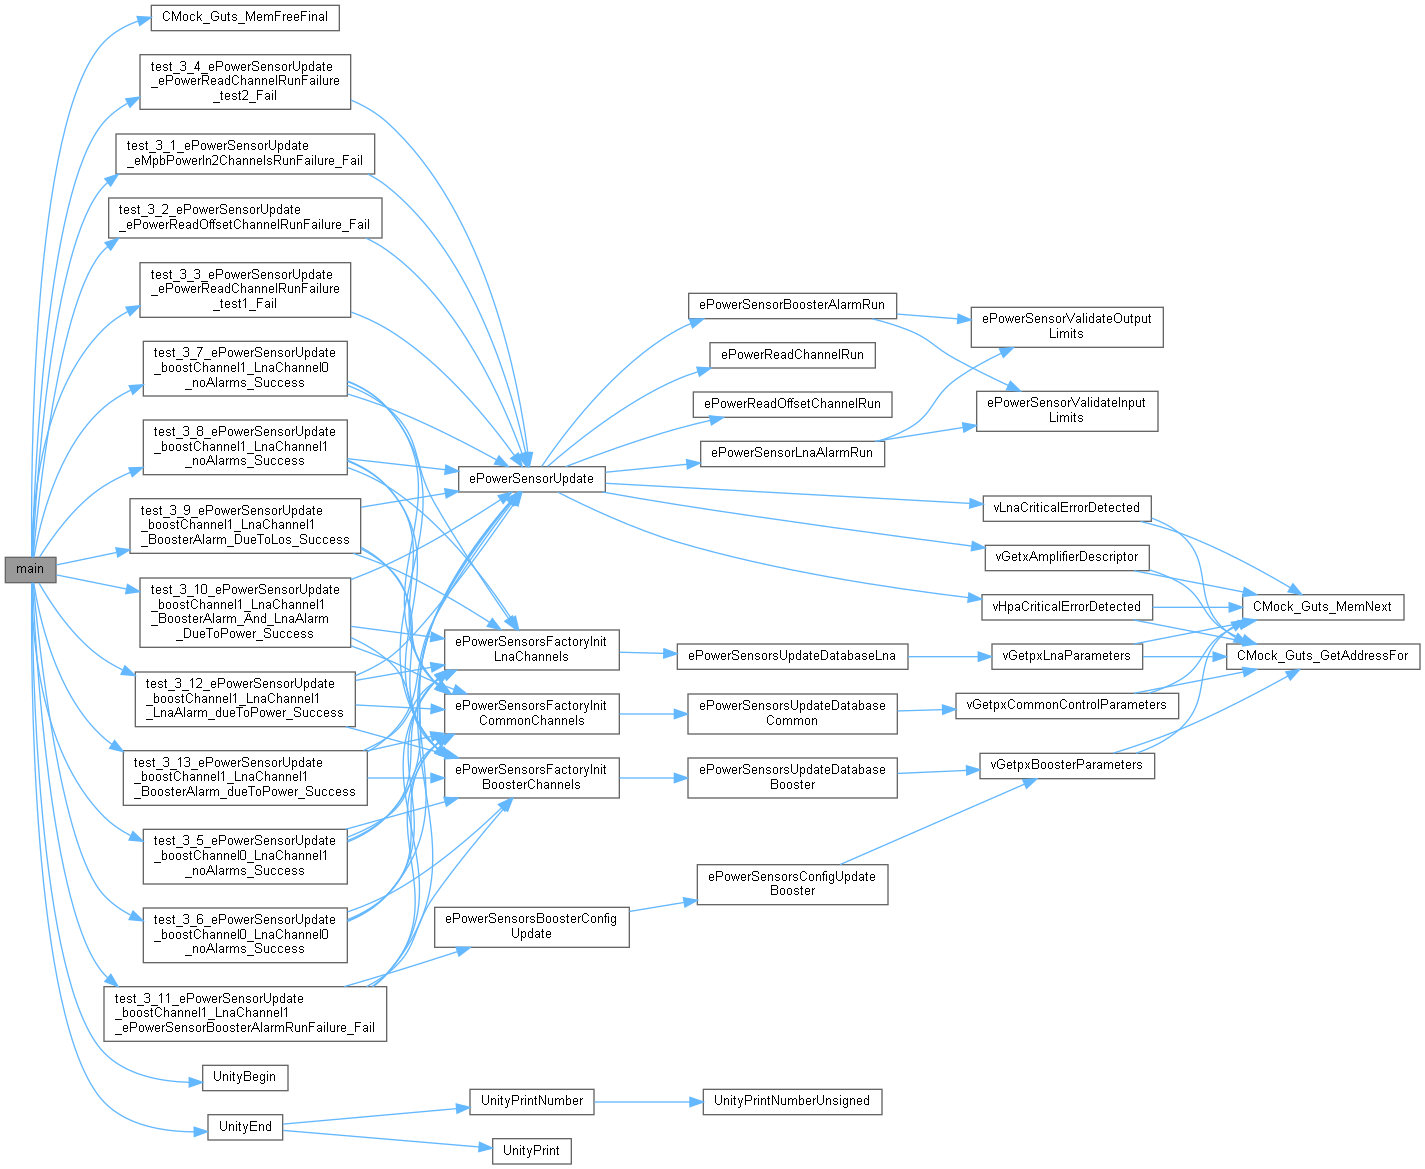 main
CMock_Guts_MemFreeFinal
test_3_4_ePowerSensorUpdate
_ePowerReadChannelRunFailure
_test2_Fail
test_3_1_ePowerSensorUpdate
_eMpbPowerIn2ChannelsRunFailure_Fail
test_3_2_ePowerSensorUpdate
_ePowerReadOffsetChannelRunFailure_Fail
test_3_3_ePowerSensorUpdate
_ePowerReadChannelRunFailure
_test1_Fail
test_3_7_ePowerSensorUpdate
_boostChannel1_LnaChannel0
_noAlarms_Success
test_3_8_ePowerSensorUpdate
_boostChannel1_LnaChannel1
_noAlarms_Success
test_3_9_ePowerSensorUpdate
_boostChannel1_LnaChannel1
_BoosterAlarm_DueToLos_Success
test_3_10_ePowerSensorUpdate
_boostChannel1_LnaChannel1
_BoosterAlarm_And_LnaAlarm
_DueToPower_Success
test_3_12_ePowerSensorUpdate
_boostChannel1_LnaChannel1
_LnaAlarm_dueToPower_Success
test_3_13_ePowerSensorUpdate
_boostChannel1_LnaChannel1
_BoosterAlarm_dueToPower_Success
test_3_5_ePowerSensorUpdate
_boostChannel0_LnaChannel1
_noAlarms_Success
test_3_6_ePowerSensorUpdate
_boostChannel0_LnaChannel0
_noAlarms_Success
test_3_11_ePowerSensorUpdate
_boostChannel1_LnaChannel1
_ePowerSensorBoosterAlarmRunFailure_Fail
UnityBegin
UnityEnd
ePowerSensorUpdate
ePowerSensorsFactoryInit
LnaChannels
ePowerSensorsFactoryInit
CommonChannels
ePowerSensorsFactoryInit
BoosterChannels
ePowerSensorsBoosterConfig
Update
UnityPrintNumber
UnityPrint
ePowerSensorBoosterAlarmRun
ePowerReadChannelRun
ePowerReadOffsetChannelRun
ePowerSensorLnaAlarmRun
ePowerSensorsUpdateDatabaseLna
ePowerSensorsUpdateDatabase
Common
ePowerSensorsUpdateDatabase
Booster
ePowerSensorsConfigUpdate
Booster
UnityPrintNumberUnsigned
ePowerSensorValidateOutput
Limits
ePowerSensorValidateInput
Limits
vLnaCriticalErrorDetected
vGetxAmplifierDescriptor
vHpaCriticalErrorDetected
vGetpxLnaParameters
vGetpxCommonControlParameters
vGetpxBoosterParameters
CMock_Guts_MemNext
CMock_Guts_GetAddressFor